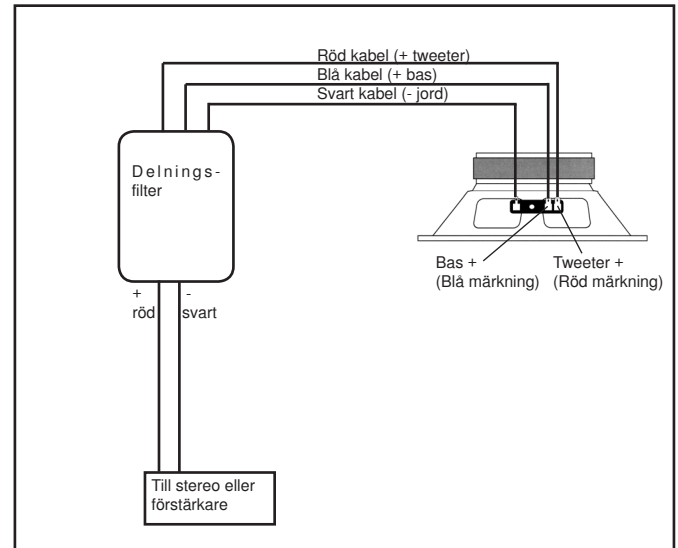 Röd kabel (+ tweeter)
Blå kabel (+ bas)
Svart kabel (- jord)
Delnings-
filter
Bas +
(Blå märkning)
Tweeter +
(Röd märkning)
+
röd
-
svart
Till stereo eller
förstärkare